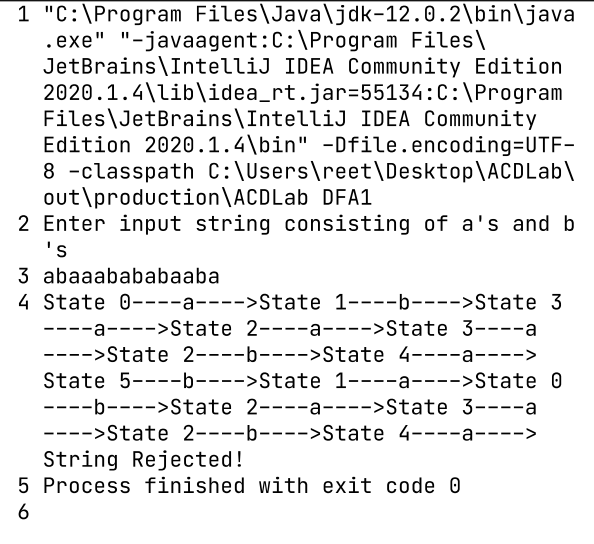 1 "C:\Program Files\Java\jdk-12.0.2\bin\java
.exe" "-javaagent:C:\Program Files\
JetBrains\IntelliJ IDEA Community Edition
2020.1.4\lib\idea_rt.jar=55134:C:\Program
Files\JetBrains\IntelliJ IDEA Community
Edition 2020.1.4\bin" -Dfile.encoding=UTF-
8 -classpath C:\Users\reet\Desktop\ACDLab\
out\production\ACDLab DFA1
2 Enter input string consisting of a's and b
's
3 abaaabababaaba
4 State 0----a---->State 1----b---->State 3
----a---->State 2----a---->State 3----a
---->State 2----b---->State 4----a---->
State 5----b---->State 1----a---->State 0
----b---->State 2----a---->State 3----a
---->State 2----b---->State 4----a---->
String Rejected!
5 Process finished with exit code 0
6